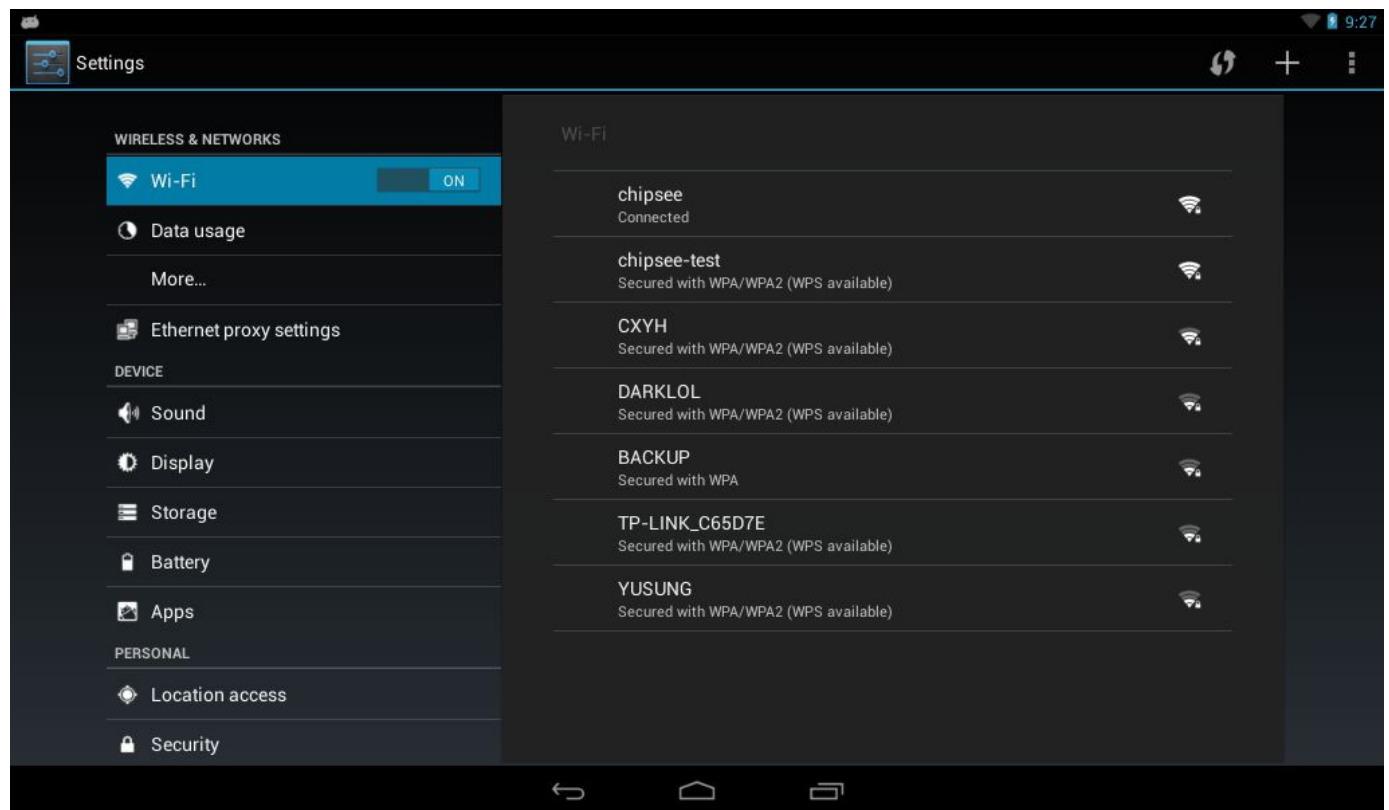 9:27
Settings
WIRELESS & NETWORKS
Wi-Fi ON
Data usage
More...
Ethernet proxy settings
DEVICE
Sound
Display
Storage
Battery
Apps
PERSONAL
Location access
Security
Wi-Fi
chipsee
Connected
chipsee-test
Secured with WPA/WPA2 (WPS available)
CXYH
Secured with WPA/WPA2 (WPS available)
DARKLOL
Secured with WPA/WPA2 (WPS available)
BACKUP
Secured with WPA
TP-LINK_C65D7E
Secured with WPA/WPA2 (WPS available)
YUSUNG
Secured with WPA/WPA2 (WPS available)